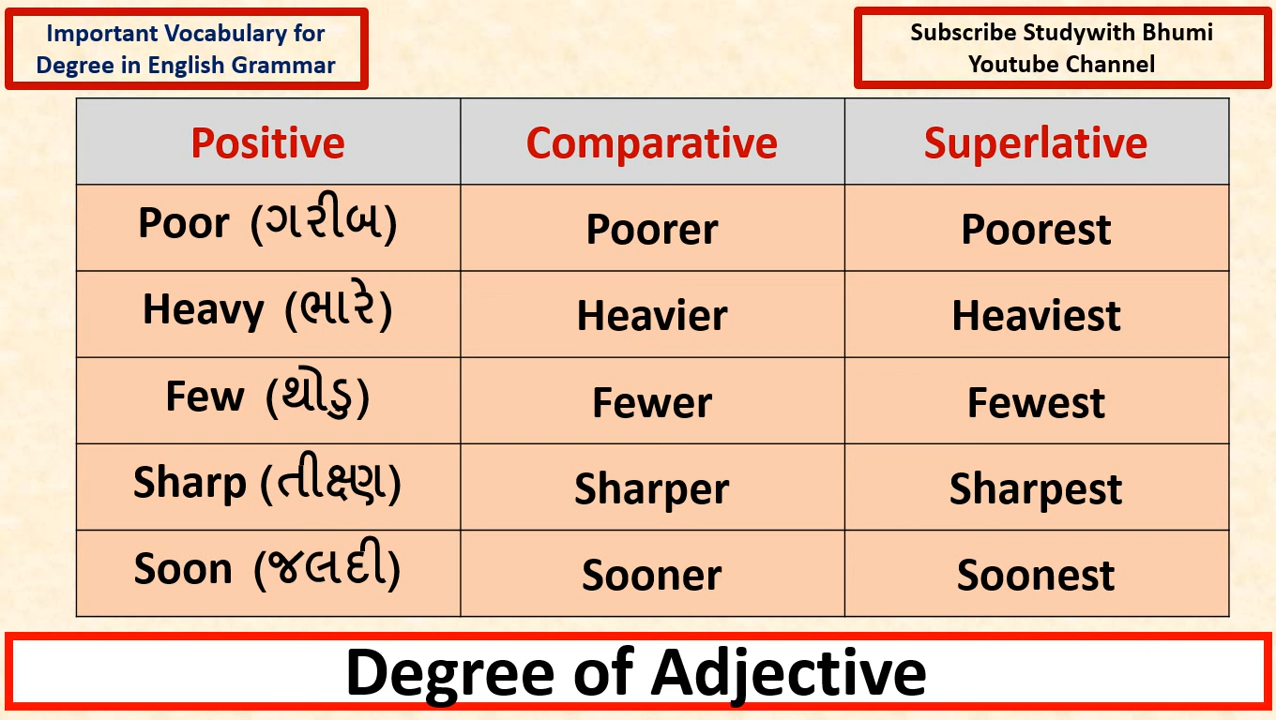 Important Vocabulary for
Degree in English Grammar
Subscribe Studywith Bhumi
Youtube Channel
Positive Comparative Superlative
Poor (ગરીબ) Poorer Poorest
Heavy (ભારે) Heavier Heaviest
Few (થોડુ) Fewer Fewest
Sharp (તીક્ષ્ણ) Sharper Sharpest
Soon (જલદી) Sooner Soonest
Degree of Adjective